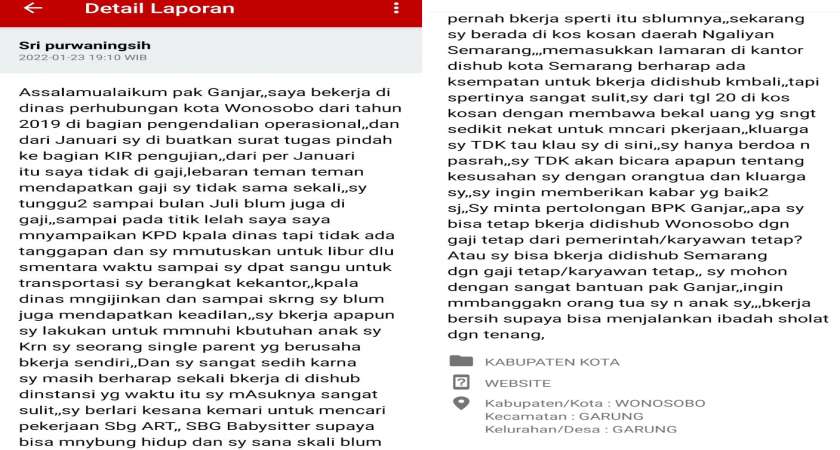 Detail Laporan
Sri purwaningsih
2022-01-23 19:10 WIB
Assalamualaikum pak Ganjar,,saya bekerja di
dinas perhubungan kota Wonosobo dari tahun
2019 di bagian pengendalian operasional,,dan
dari Januari sy di buatkan surat tugas pindah
ke bagian KIR pengujian,,dari per Januari
itu saya tidak di gaji,lebaran teman teman
mendapatkan gaji sy tidak sama sekali,,sy
tunggu2 sampai bulan Juli blum juga di
gaji,,sampai pada titik lelah saya saya
mnyampaikan KPD kpala dinas tapi tidak ada
tanggapan dan sy mmutuskan untuk libur dlu
smentara waktu sampai sy dpat sangu untuk
transportasi sy berangkat kekantor,,kpala
dinas mngijinkan dan sampai skrng sy blum
juga mendapatkan keadilan,,sy bkerja apapun
sy lakukan untuk mmnuhi kbutuhan anak sy
Krn sy seorang single parent yg berusaha
bkerja sendiri,,Dan sy sangat sedih karna
sy masih berharap sekali bkerja di dishub
dinstansi yg waktu itu sy mAsuknya sangat
sulit,,sy berlari kesana kemari untuk mencari
pekerjaan Sbg ART,, SBG Babysitter supaya
bisa mnybung hidup dan sy sana skali blum
pernah bkerja sperti itu sblumnya,,sekarang
sy berada di kos kosan daerah Ngaliyan
Semarang,,,memasukkan lamaran di kantor
dishub kota Semarang berharap ada
ksempatan untuk bkerja didishub kmbali,,tapi
spertinya sangat sulit,sy dari tgl 20 di kos
kosan dengan membawa bekal uang yg sngt
sedikit nekat untuk mncari pkerjaan,,kluarga
sy TDK tau klau sy di sini,,sy hanya berdoa n
pasrah,,sy TDK akan bicara apapun tentang
kesusahan sy dengan orangtua dan kluarga
sy,,sy ingin memberikan kabar yg baik2
sj,,Sy minta pertolongan BPK Ganjar,,apa sy
bisa tetap bkerja didishub Wonosobo dgn
gaji tetap dari pemerintah/karyawan tetap?
Atau sy bisa bkerja didishub Semarang
dgn gaji tetap/karyawan tetap,, sy mohon
dengan sangat bantuan pak Ganjar,,ingin
mmbanggakn orang tua sy n anak sy,,,bkerja
bersih supaya bisa menjalankan ibadah sholat
dgn tenang,
KABUPATEN KOTA
WEBSITE
Kabupaten/Kota : WONOSOBO
Kecamatan : GARUNG
Kelurahan/Desa : GARUNG